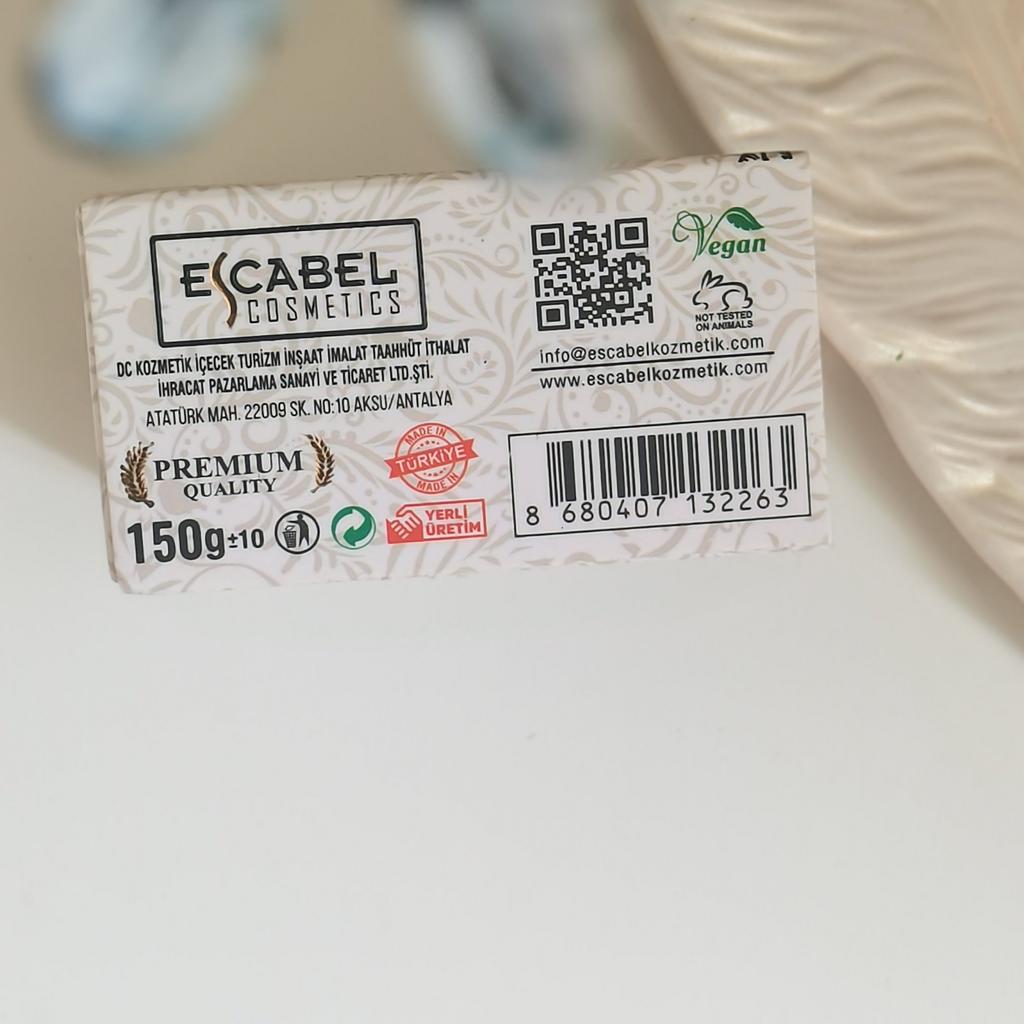 ESCABEL
COSMETICS
DC KOZMETİK İÇECEK TURİZM İNŞAAT İMALAT TAAHHÜT İTHALAT
İHRACAT PAZARLAMA SANAYİ VE TİCARET LTD.ŞTİ.
ATATÜRK MAH. 22009 SK. NO:10 AKSU/ANTALYA
PREMIUM
QUALITY
MADE IN
TÜRKİYE
MADE IN
150g±10
YERLİ
ÜRETİM
Vegan
NOT TESTED
ON ANIMALS
info@escabelkozmetik.com
www.escabelkozmetik.com
8 680407 132263